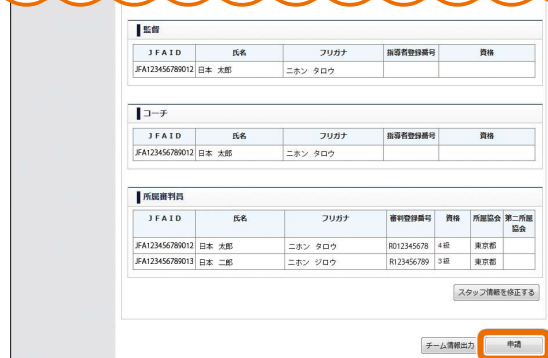 監督
JFAID 氏名 フリガナ 指導者登録番号 資格
JFA123456789012 日本 太郎 ニホン タロウ
コーチ
JFAID 氏名 フリガナ 指導者登録番号 資格
JFA123456789012 日本 太郎 ニホン タロウ
所属審判員
JFAID 氏名 フリガナ 審判登録番号 資格 所属協会 第二所属
協会
JFA123456789012 日本 太郎 ニホン タロウ R012345678 4級 東京都
JFA123456789013 日本 二郎 ニホン ジロウ R123456789 3級 東京都
スタッフ情報を修正する
チーム情報出力 申請